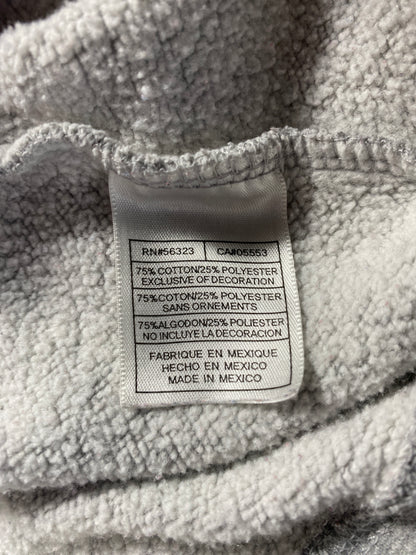 RN#56323 CA#05553
75% COTTON/25% POLYESTER
EXCLUSIVE OF DECORATION
75% COTON/25% POLYESTER
SANS ORNEMENTS
75%ALGODON/25% POLIESTER
NO INCLUYE LA DECORACION
FABRIQUE EN MEXIQUE
HECHO EN MEXICO
MADE IN MEXICO